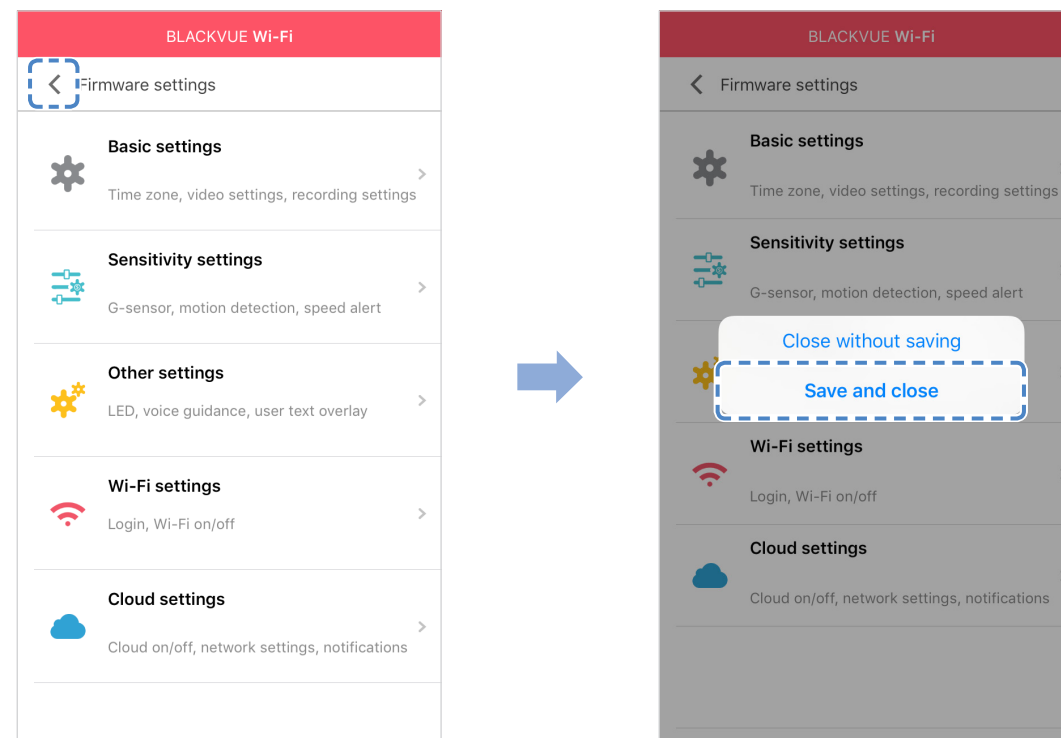 BLACKVUE Wi-Fi
Firmware settings
Basic settings
Time zone, video settings, recording settings
Sensitivity settings
G-sensor, motion detection, speed alert
Other settings
LED, voice guidance, user text overlay
Wi-Fi settings
Login, Wi-Fi on/off
Cloud settings
Cloud on/off, network settings, notifications
BLACKVUE Wi-Fi
Firmware settings
Basic settings
Time zone, video settings, recording settings
Sensitivity settings
G-sensor, motion detection, speed alert
Close without saving
Save and close
Wi-Fi settings
Login, Wi-Fi on/off
Cloud settings
Cloud on/off, network settings, notifications